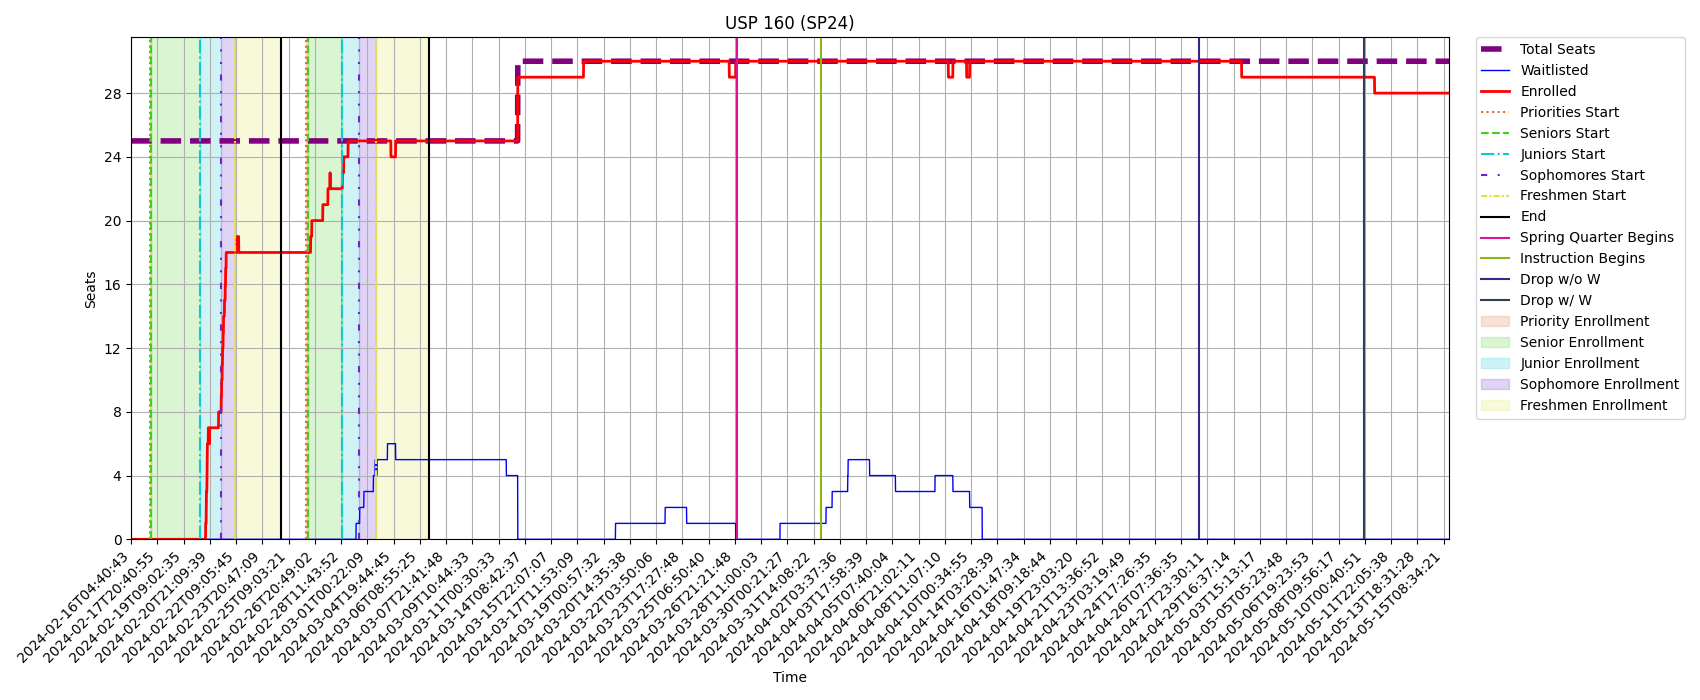 USP 160 (SP24)
Seats
28
24
20
16
12
8
4
0
2024-02-16T04:40:43
2024-02-17T20:40:55
2024-02-19T09:02:35
2024-02-20T21:09:39
2024-02-22T09:05:45
2024-02-23T20:47:09
2024-02-25T09:03:21
2024-02-26T20:49:02
2024-02-28T11:43:52
2024-03-01T00:22:09
2024-03-04T19:44:45
2024-03-06T08:55:25
2024-03-07T21:41:48
2024-03-11T09:44:33
2024-03-13T00:30:33
2024-03-14T08:42:37
2024-03-15T22:07:07
2024-03-17T11:53:09
2024-03-19T00:57:32
2024-03-20T14:35:38
2024-03-22T03:50:06
2024-03-23T17:27:48
2024-03-25T06:50:40
2024-03-26T21:21:48
2024-03-28T11:00:03
2024-03-30T00:21:27
2024-03-31T14:08:22
2024-04-02T03:37:36
2024-04-03T17:58:39
2024-04-05T07:40:04
2024-04-06T21:02:11
2024-04-08T11:07:10
2024-04-10T00:34:55
2024-04-14T03:28:39
2024-04-16T01:47:34
2024-04-18T09:18:44
2024-04-19T23:03:20
2024-04-21T13:36:52
2024-04-23T03:19:49
2024-04-24T17:26:35
2024-04-26T07:36:35
2024-04-27T23:30:11
2024-04-29T16:37:14
2024-05-03T15:13:17
2024-05-05T05:23:48
2024-05-06T19:23:53
2024-05-08T09:56:17
2024-05-10T00:40:51
2024-05-11T22:05:38
2024-05-13T18:31:28
2024-05-15T08:34:21
Time
Total Seats
Waitlisted
Enrolled
Priorities Start
Seniors Start
Juniors Start
Sophomores Start
Freshmen Start
End
Spring Quarter Begins
Instruction Begins
Drop w/o W
Drop w/ W
Priority Enrollment
Senior Enrollment
Junior Enrollment
Sophomore Enrollment
Freshmen Enrollment